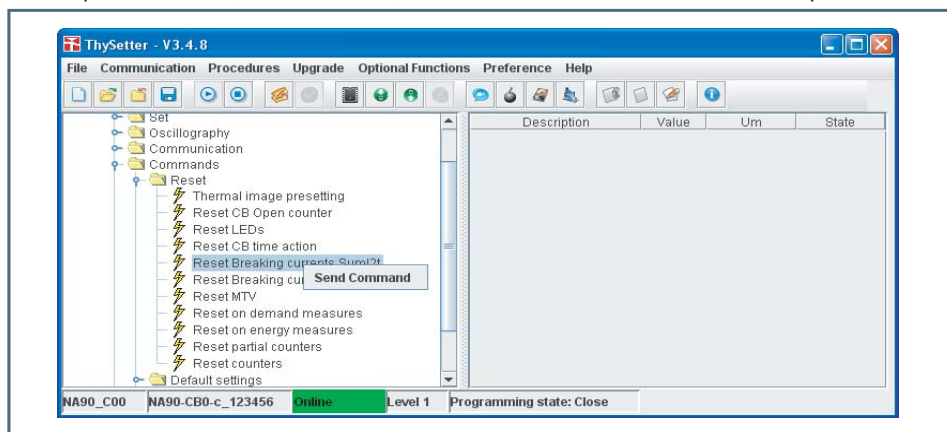 ThySetter - V3.4.8
File Communication Procedures Upgrade Optional Functions Preference Help
Set
Oscillography
Communication
Commands
Reset
Thermal image presetting
Reset CB Open counter
Reset LEDs
Reset CB time action
Reset Breaking currents SumI2t
Reset Breaking cu
Send Command
Reset MTV
Reset on demand measures
Reset on energy measures
Reset partial counters
Reset counters
Default settings
Description Value Um State
NA90_C00 NA90-CB0-c_123456 Online Level 1 Programming state: Close